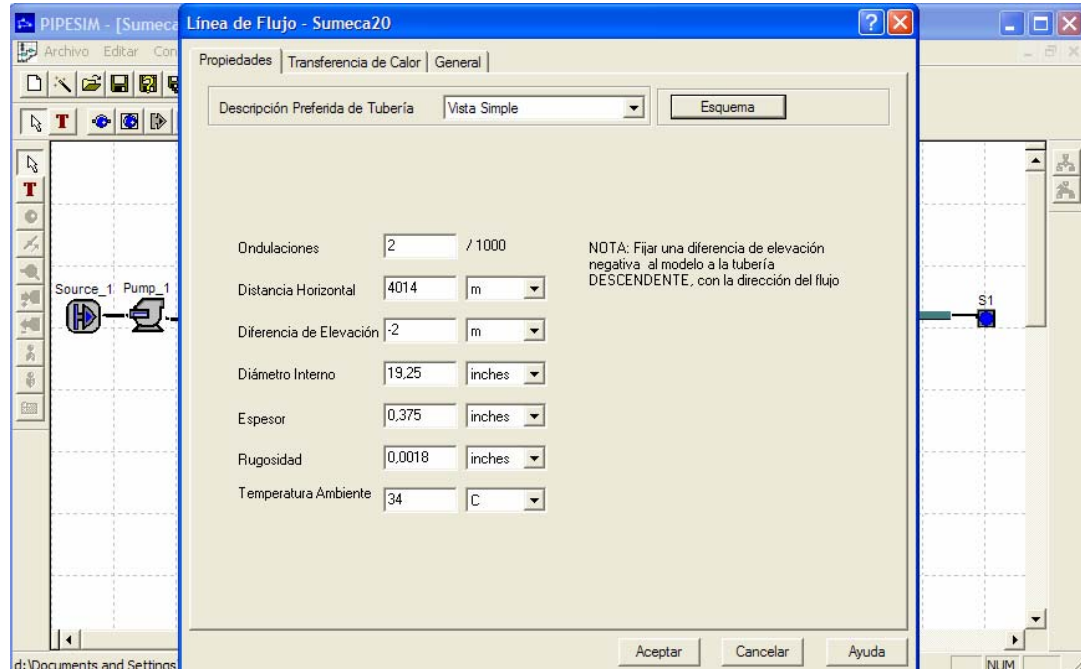 PIPESIM - [Sumeca
Línea de Flujo - Sumeca20
Archivo Editar Con
Propiedades Transferencia de Calor General
Descripción Preferida de Tubería Vista Simple Esquema
T
T
Ondulaciones 2 / 1000
NOTA: Fijar una diferencia de elevación
negativa al modelo a la tubería
DESCENDENTE, con la dirección del flujo
Distancia Horizontal 4014 m
Source_1 Pump_1
S1
Diferencia de Elevación -2 m
Diámetro Interno 19,25 inches
Espesor 0,375 inches
Rugosidad 0,0018 inches
Temperatura Ambiente 34 C
Aceptar Cancelar Ayuda
d:\Documents and Settings
NUM